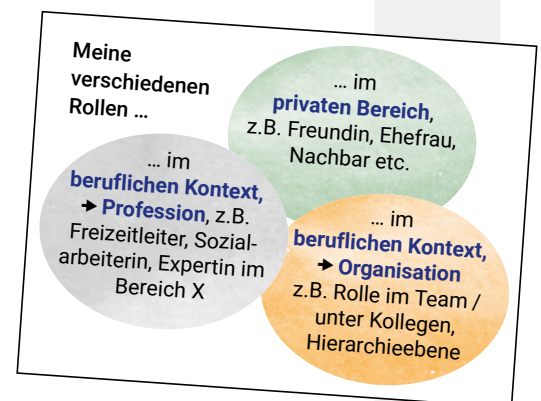 Meine
verschiedenen
Rollen ...
... im
privaten Bereich,
z.B. Freundin, Ehefrau,
Nachbar etc.
... im
beruflichen Kontext,
➔ Profession, z.B.
Freizeitleiter, Sozial-
arbeiterin, Expertin im
Bereich X
... im
beruflichen Kontext,
➔ Organisation
z.B. Rolle im Team /
unter Kollegen,
Hierarchieebene